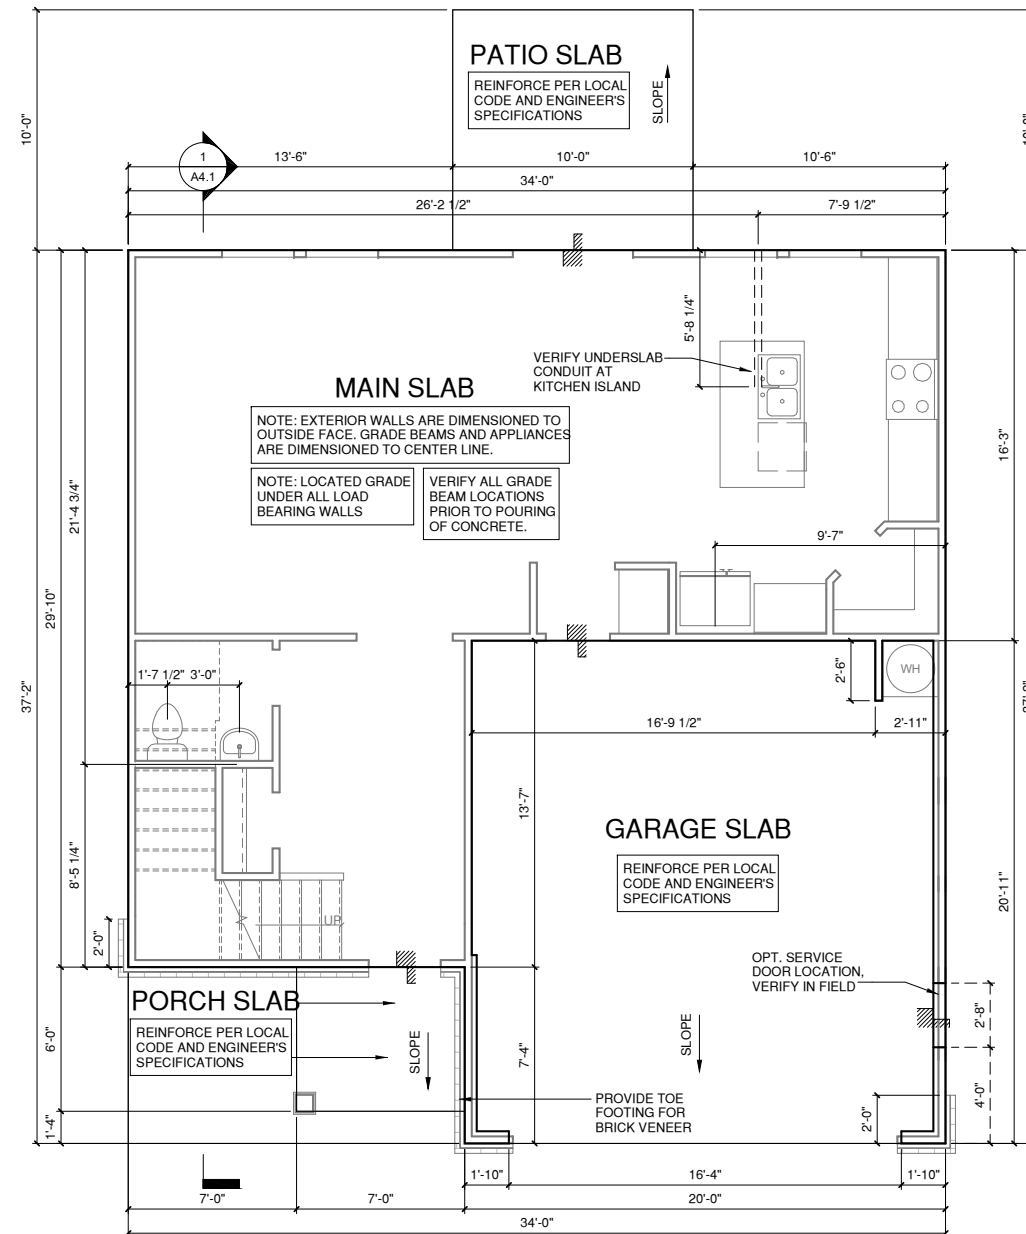 PATIO SLAB
REINFORCE PER LOCAL
CODE AND ENGINEER'S
SPECIFICATIONS
SLOPE
10'-0"
1
A4.1
13'-6"
10'-0"
10'-6"
34'-0"
26'-2 1/2"
7'-9 1/2"
5'-8 1/4"
VERIFY UNDERSLAB
CONDUIT AT
KITCHEN ISLAND
MAIN SLAB
NOTE: EXTERIOR WALLS ARE DIMENSIONED TO
OUTSIDE FACE. GRADE BEAMS AND APPLIANCES
ARE DIMENSIONED TO CENTER LINE.
NOTE: LOCATED GRADE
UNDER ALL LOAD
BEARING WALLS
VERIFY ALL GRADE
BEAM LOCATIONS
PRIOR TO POURING
OF CONCRETE.
16'-3"
21'-4 3/4"
29'-10"
37'-2"
9'-7"
1'-7 1/2"
3'-0"
2'-6"
WH
16'-9 1/2"
2'-11"
13'-7"
GARAGE SLAB
REINFORCE PER LOCAL
CODE AND ENGINEER'S
SPECIFICATIONS
8'-5 1/4"
20'-11"
UP
2'-0"
OPT. SERVICE
DOOR LOCATION,
VERIFY IN FIELD
PORCH SLAB
REINFORCE PER LOCAL
CODE AND ENGINEER'S
SPECIFICATIONS
SLOPE
SLOPE
6'-0"
7'-4"
2'-8"
4'-0"
2'-0"
1'-4"
PROVIDE TOE
FOOTING FOR
BRICK VENEER
1'-10"
16'-4"
1'-10"
7'-0"
7'-0"
20'-0"
34'-0"